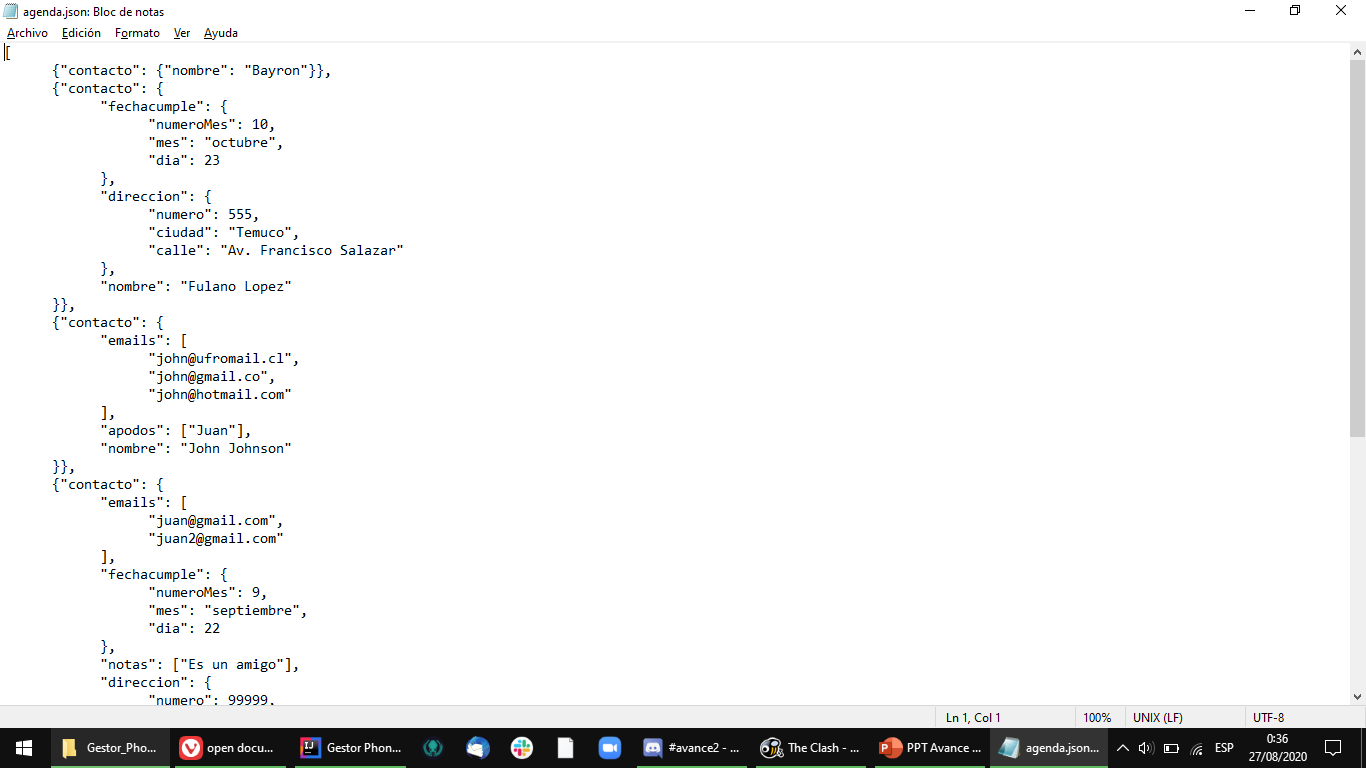 agenda.json: Bloc de notas
Archivo Edición Formato Ver Ayuda
[
{"contacto": {"nombre": "Bayron"}},
{"contacto": {
"fechacumple": {
"numeroMes": 10,
"mes": "octubre",
"dia": 23
},
"direccion": {
"numero": 555,
"ciudad": "Temuco",
"calle": "Av. Francisco Salazar"
},
"nombre": "Fulano Lopez"
}},
{"contacto": {
"emails": [
"john@ufromail.cl",
"john@gmail.co",
"john@hotmail.com"
],
"apodos": ["Juan"],
"nombre": "John Johnson"
}},
{"contacto": {
"emails": [
"juan@gmail.com",
"juan2@gmail.com"
],
"fechacumple": {
"numeroMes": 9,
"mes": "septiembre",
"dia": 22
},
"notas": ["Es un amigo"],
"direccion": {
"numero": 99999,
Ln 1, Col 1 100% UNIX (LF) UTF-8
Gestor_Pho... open docu... IJ Gestor Phon... #avance2 - ... The Clash - ... PPT Avance ... agenda.json... ESP 0:36
27/08/2020